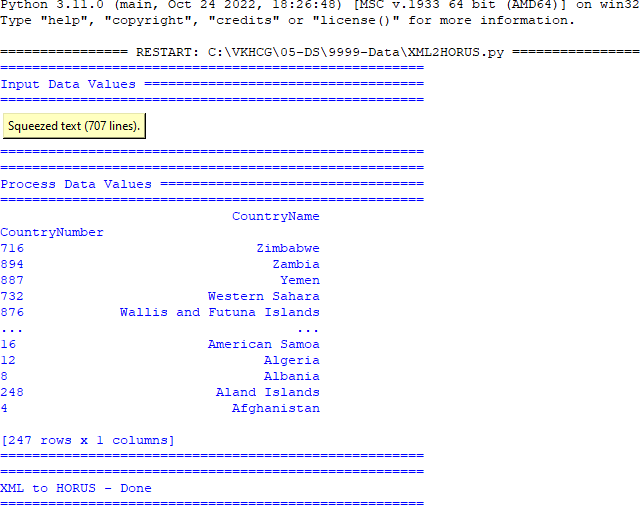 Python 3.11.0 (main, Oct 24 2022, 18:26:48) [MSC v.1933 64 bit (AMD64)] on win32
Type "help", "copyright", "credits" or "license()" for more information.
================ RESTART: C:\VKHCG\05-DS\9999-Data\XML2HORUS.py ================
=====================================================
Input Data Values ===================================
=====================================================
Squeezed text (707 lines).
=====================================================
=====================================================
Process Data Values =================================
=====================================================
                             CountryName
CountryNumber
716                             Zimbabwe
894                               Zambia
887                                Yemen
732                       Western Sahara
876            Wallis and Futuna Islands
...                                  ...
16                        American Samoa
12                               Algeria
8                                Albania
248                        Aland Islands
4                            Afghanistan
[247 rows x 1 columns]
=====================================================
=====================================================
XML to HORUS - Done
=====================================================